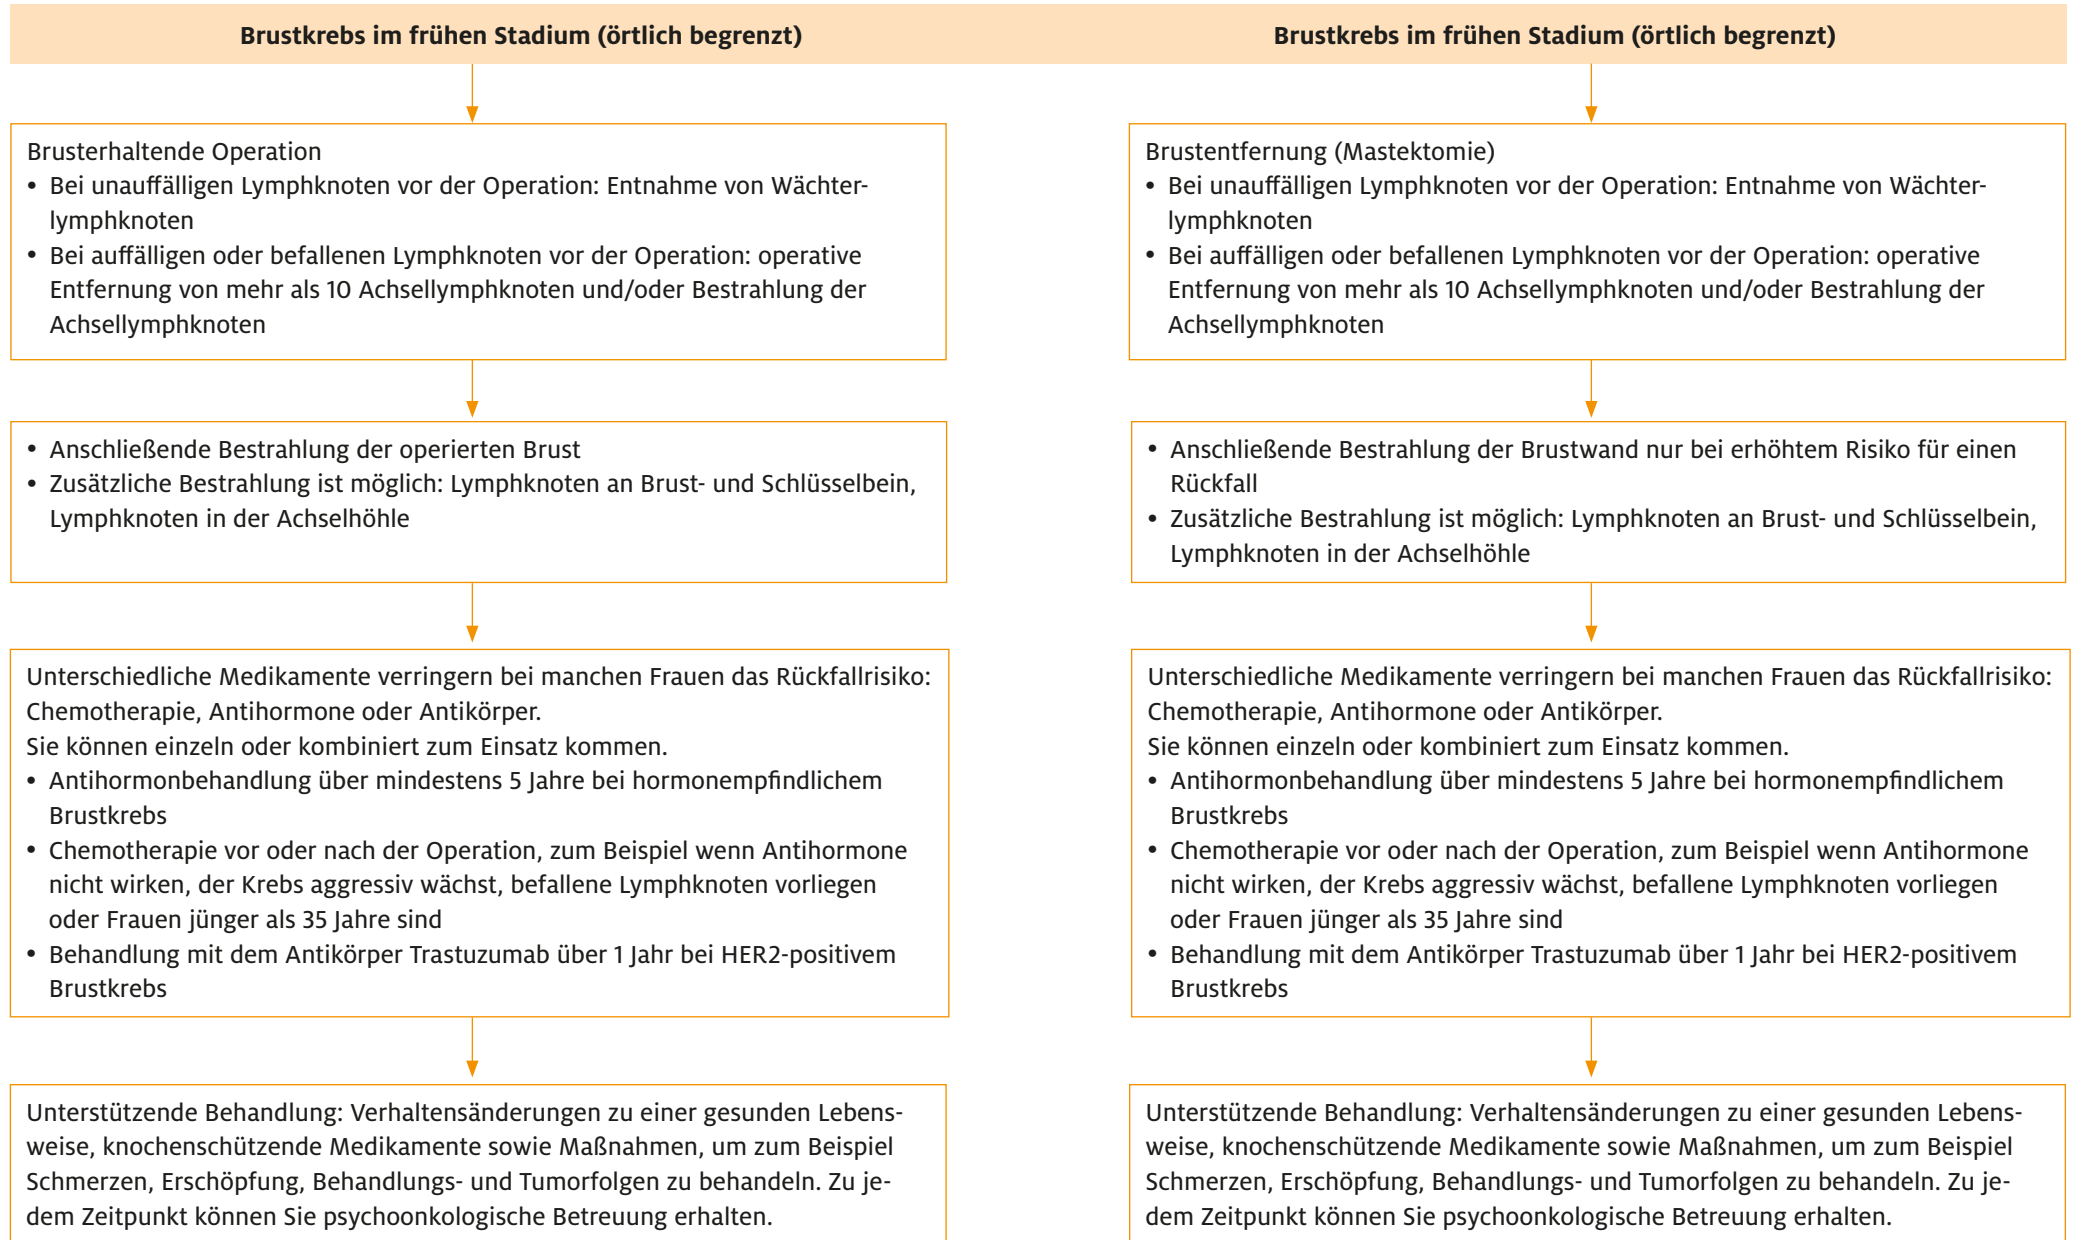 Brustkrebs im frühen Stadium (örtlich begrenzt)
Brusterhaltende Operation
• Bei unauffälligen Lymphknoten vor der Operation: Entnahme von Wächter-
lymphknoten
• Bei auffälligen oder befallenen Lymphknoten vor der Operation: operative
Entfernung von mehr als 10 Achsellymphknoten und/oder Bestrahlung der
Achsellymphknoten
• Anschließende Bestrahlung der operierten Brust
• Zusätzliche Bestrahlung ist möglich: Lymphknoten an Brust- und Schlüsselbein,
Lymphknoten in der Achselhöhle
Unterschiedliche Medikamente verringern bei manchen Frauen das Rückfallrisiko:
Chemotherapie, Antihormone oder Antikörper.
Sie können einzeln oder kombiniert zum Einsatz kommen.
• Antihormonbehandlung über mindestens 5 Jahre bei hormonempfindlichem
Brustkrebs
• Chemotherapie vor oder nach der Operation, zum Beispiel wenn Antihormone
nicht wirken, der Krebs aggressiv wächst, befallene Lymphknoten vorliegen
oder Frauen jünger als 35 Jahre sind
• Behandlung mit dem Antikörper Trastuzumab über 1 Jahr bei HER2-positivem
Brustkrebs
Unterstützende Behandlung: Verhaltensänderungen zu einer gesunden Lebens-
weise, knochenschützende Medikamente sowie Maßnahmen, um zum Beispiel
Schmerzen, Erschöpfung, Behandlungs- und Tumorfolgen zu behandeln. Zu je-
dem Zeitpunkt können Sie psychoonkologische Betreuung erhalten.
Brustkrebs im frühen Stadium (örtlich begrenzt)
Brustentfernung (Mastektomie)
• Bei unauffälligen Lymphknoten vor der Operation: Entnahme von Wächter-
lymphknoten
• Bei auffälligen oder befallenen Lymphknoten vor der Operation: operative
Entfernung von mehr als 10 Achsellymphknoten und/oder Bestrahlung der
Achsellymphknoten
• Anschließende Bestrahlung der Brustwand nur bei erhöhtem Risiko für einen
Rückfall
• Zusätzliche Bestrahlung ist möglich: Lymphknoten an Brust- und Schlüsselbein,
Lymphknoten in der Achselhöhle
Unterschiedliche Medikamente verringern bei manchen Frauen das Rückfallrisiko:
Chemotherapie, Antihormone oder Antikörper.
Sie können einzeln oder kombiniert zum Einsatz kommen.
• Antihormonbehandlung über mindestens 5 Jahre bei hormonempfindlichem
Brustkrebs
• Chemotherapie vor oder nach der Operation, zum Beispiel wenn Antihormone
nicht wirken, der Krebs aggressiv wächst, befallene Lymphknoten vorliegen
oder Frauen jünger als 35 Jahre sind
• Behandlung mit dem Antikörper Trastuzumab über 1 Jahr bei HER2-positivem
Brustkrebs
Unterstützende Behandlung: Verhaltensänderungen zu einer gesunden Lebens-
weise, knochenschützende Medikamente sowie Maßnahmen, um zum Beispiel
Schmerzen, Erschöpfung, Behandlungs- und Tumorfolgen zu behandeln. Zu je-
dem Zeitpunkt können Sie psychoonkologische Betreuung erhalten.